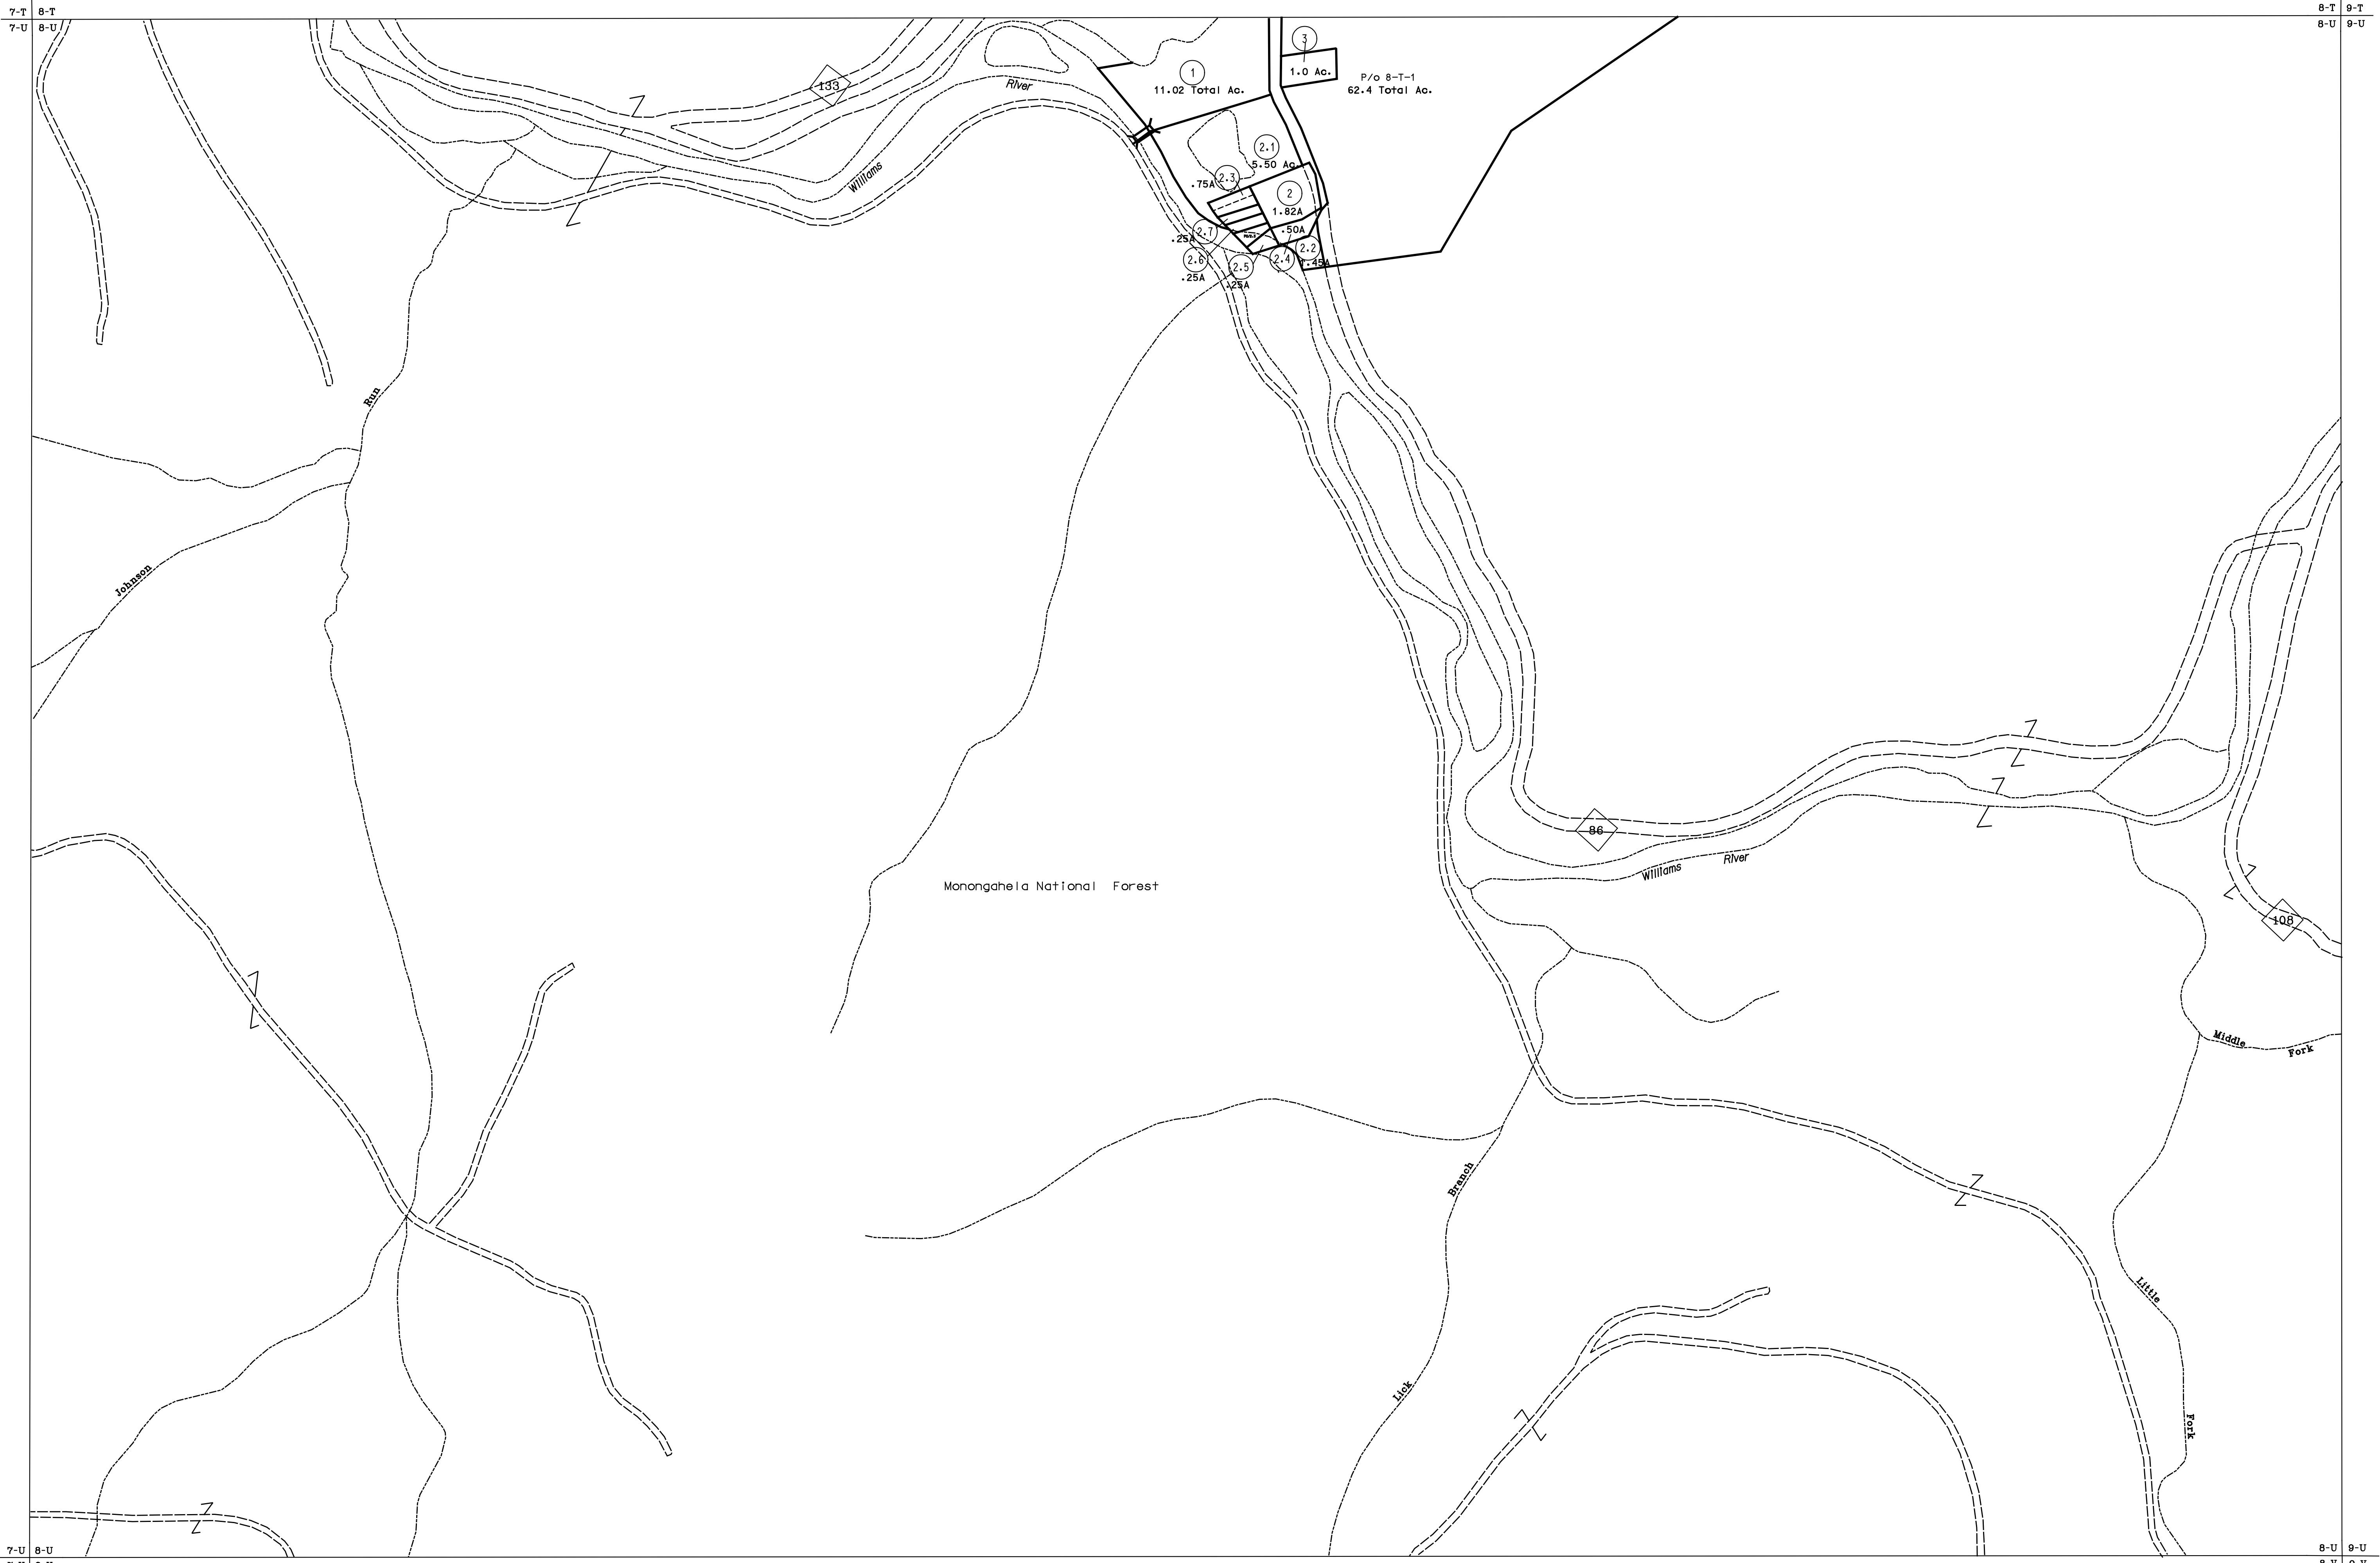 7-T 8-T
8-T 9-T
7-U 8-U
8-U 9-U
3
1.0 Ac.
P/o 8-T-1
62.4 Total Ac.
1
11.02 Total Ac.
133
River
Williams
2.1
5.50 Ac.
2.3
.75A
2
1.82A
.50A
2.7
.25A
2.2
.45A
2.6
.25A
2.5
.25A
2.4
Run
Johnson
86
Williams River
Monongahela National Forest
108
Middle Fork
Branch
Lick
Little
Fork
7-U 8-U
8-U 9-U